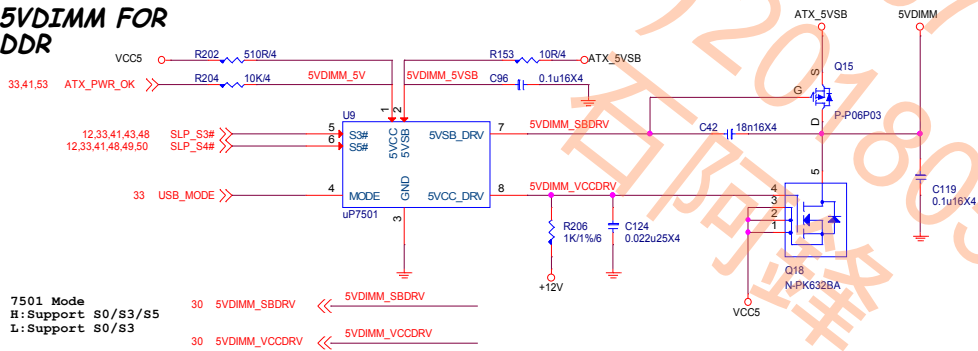 5VDIMM FOR
DDR
VCC5
R202
510R/4
33,41,53
ATX_PWR_OK
R204
10K/4
5VDIMM_5V
5VDIMM_5VSB
R153
10R/4
ATX_5VSB
C96
0.1u16X4
U9
1
2
5VCC
5VSB
12,33,41,43,48
SLP_S3#
5
S3#
12,33,41,48,49,50
SLP_S4#
6
S5#
33
USB_MODE
4
MODE
GND
3
5VSB_DRV
7
5VDIMM_SBDRV
5VCC_DRV
8
5VDIMM_VCCDRV
uP7501
R206
1K/1%/6
+12V
C124
0.022u25X4
C42
18n16X4
ATX_5VSB
5VDIMM
S
G
D
Q15
P-P06P03
5
4
3
2
1
Q18
N-PK632BA
VCC5
C119
0.1u16X4
7501 Mode
H:Support S0/S3/S5
L:Support S0/S3
30
5VDIMM_SBDRV
5VDIMM_SBDRV
30
5VDIMM_VCCDRV
5VDIMM_VCCDRV
石阿鋒